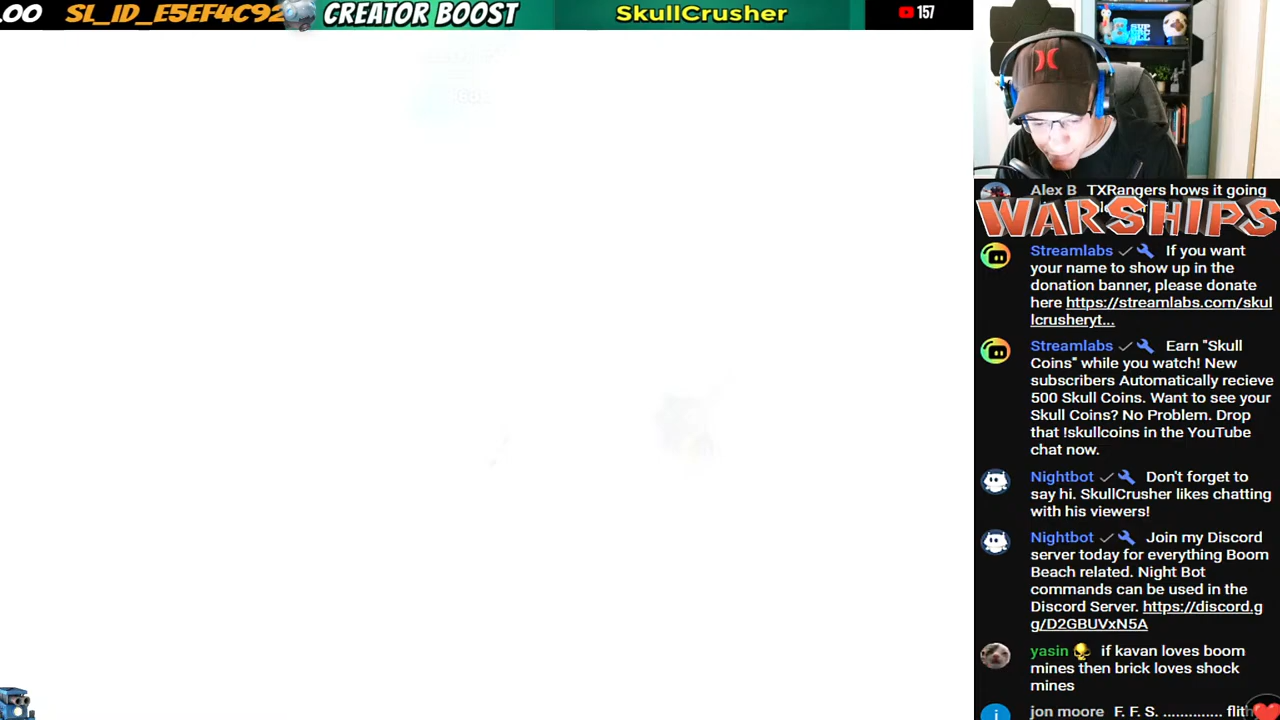 .00 SL_ID_E5EF4C92 CREATOR BOOST SkullCrusher 157
Alex B TXRangers hows it going
WARSHIPS
Streamlabs If you want
your name to show up in the
donation banner, please donate
here https://streamlabs.com/skul
lcrusheryt...
Streamlabs Earn "Skull
Coins" while you watch! New
subscribers Automatically recieve
500 Skull Coins. Want to see your
Skull Coins? No Problem. Drop
that !skullcoins in the YouTube
chat now.
Nightbot Don't forget to
say hi. SkullCrusher likes chatting
with his viewers!
Nightbot Join my Discord
server today for everything Boom
Beach related. Night Bot
commands can be used in the
Discord Server. https://discord.g
g/D2GBUVxN5A
yasin if kavan loves boom
mines then brick loves shock
mines
jon moore F. F. S. ..............